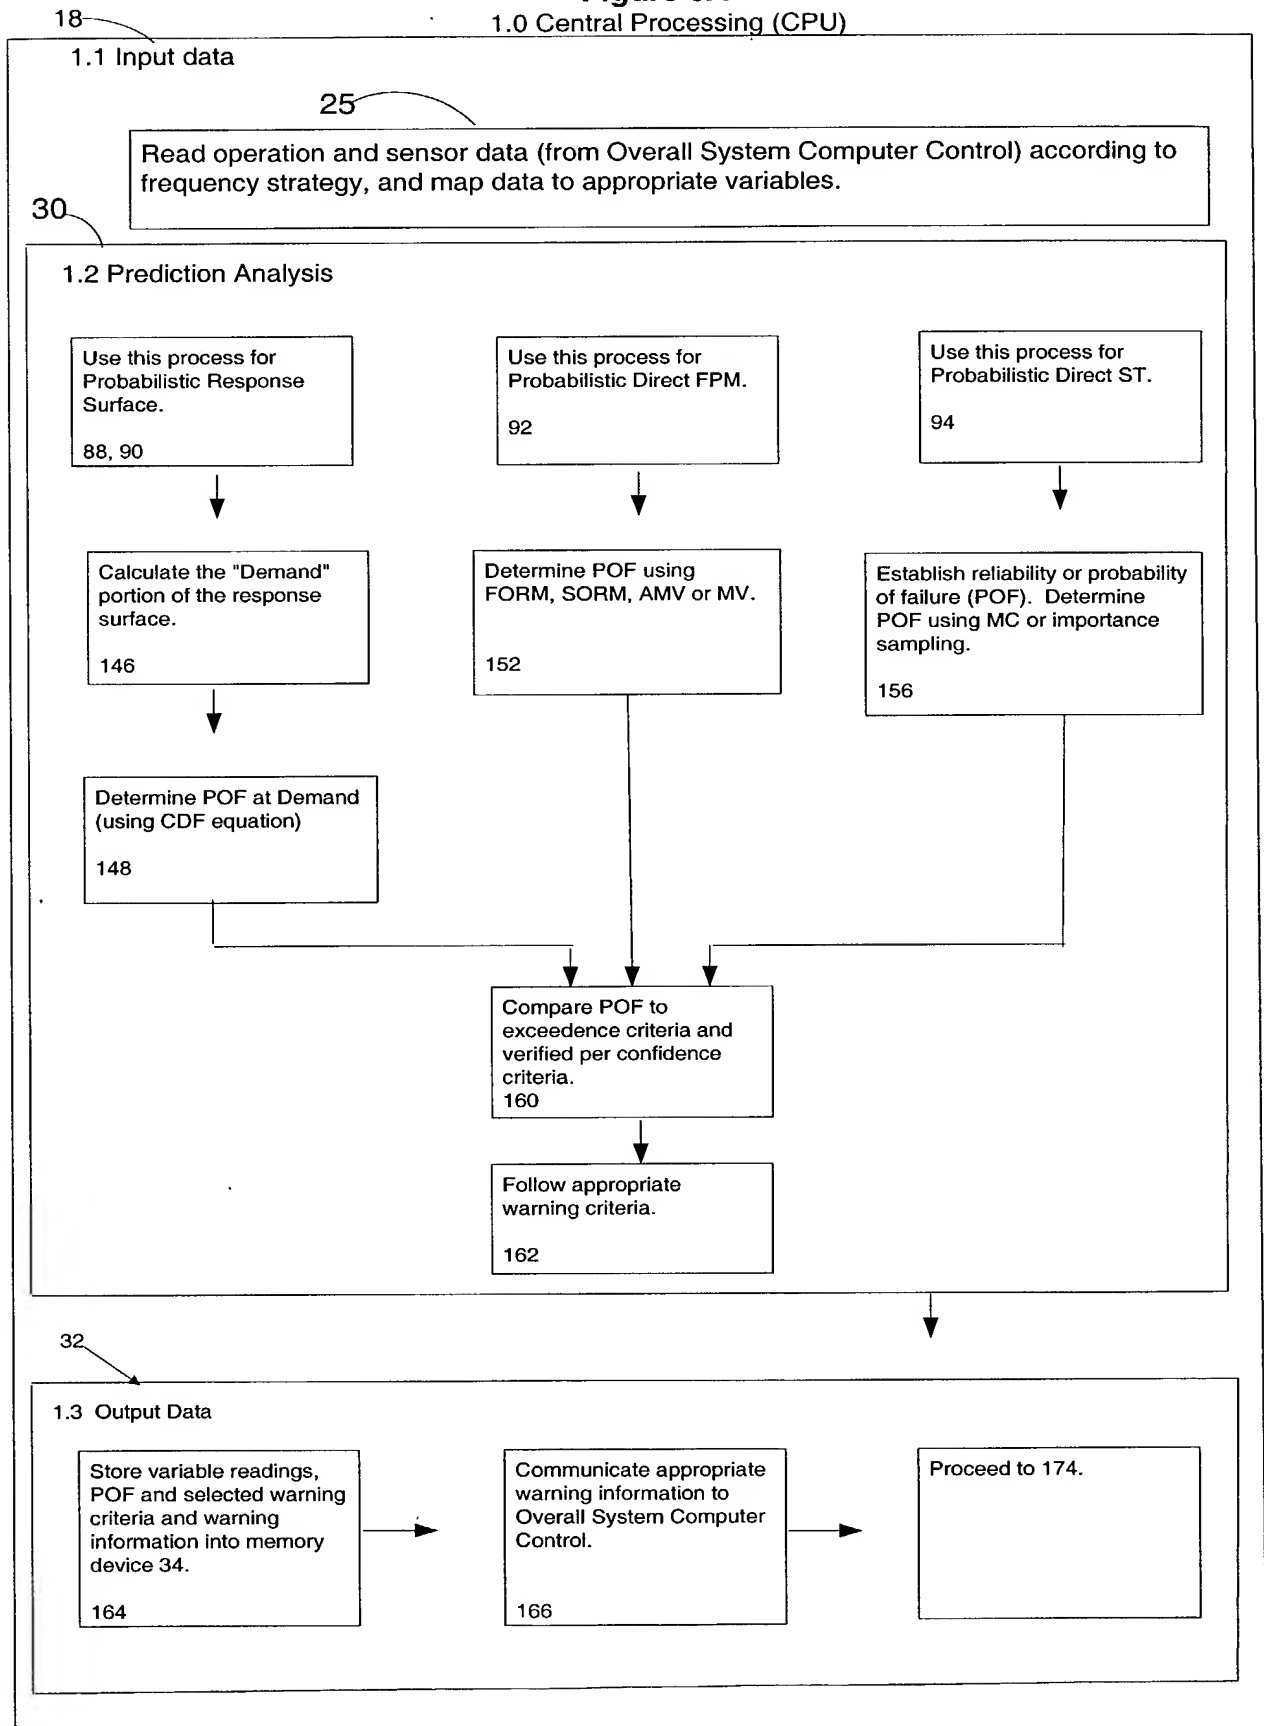 1.0 Central Processing (CPU)
18
1.1 Input data
25
Read operation and sensor data (from Overall System Computer Control) according to
frequency strategy, and map data to appropriate variables.
30
1.2 Prediction Analysis
Use this process for
Probabilistic Response
Surface.
88, 90
Use this process for
Probabilistic Direct FPM.
92
Use this process for
Probabilistic Direct ST.
94
Calculate the "Demand"
portion of the response
surface.
146
Determine POF using
FORM, SORM, AMV or MV.
152
Establish reliability or probability
of failure (POF). Determine
POF using MC or importance
sampling.
156
Determine POF at Demand
(using CDF equation)
148
Compare POF to
exceedence criteria and
verified per confidence
criteria.
160
Follow appropriate
warning criteria.
162
32
1.3 Output Data
Store variable readings,
POF and selected warning
criteria and warning
information into memory
device 34.
164
Communicate appropriate
warning information to
Overall System Computer
Control.
166
Proceed to 174.